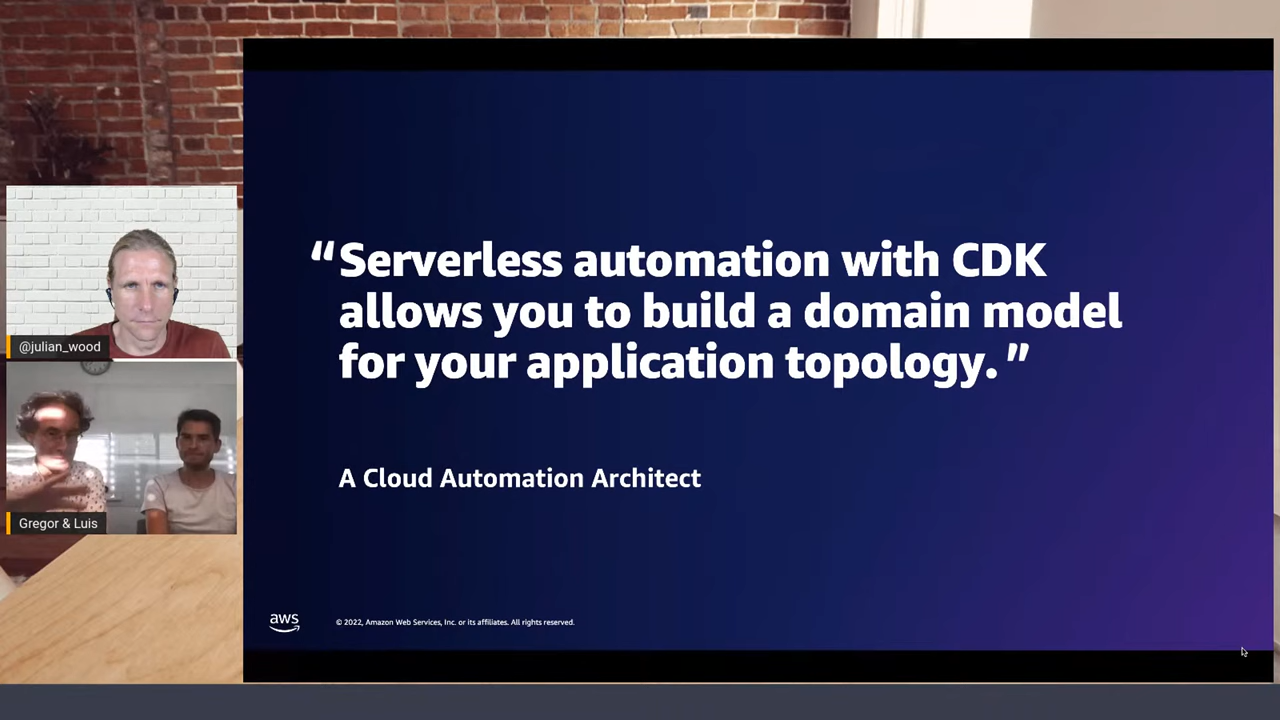 “Serverless automation with CDK
allows you to build a domain model
for your application topology.”
A Cloud Automation Architect
@julian_wood
Gregor & Luis
aws
© 2022, Amazon Web Services, Inc. or its affiliates. All rights reserved.